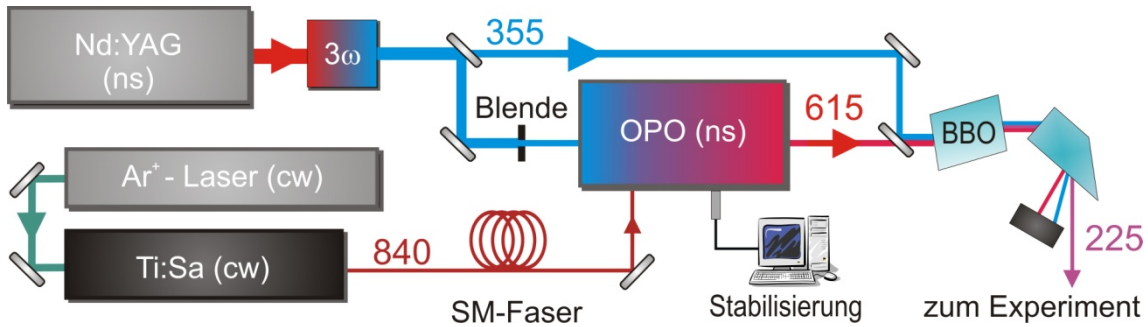 Nd:YAG
(ns)
3ω
355
Blende
OPO (ns)
615
BBO
Ar⁺ - Laser (cw)
Ti:Sa (cw)
840
SM-Faser
Stabilisierung
225
zum Experiment